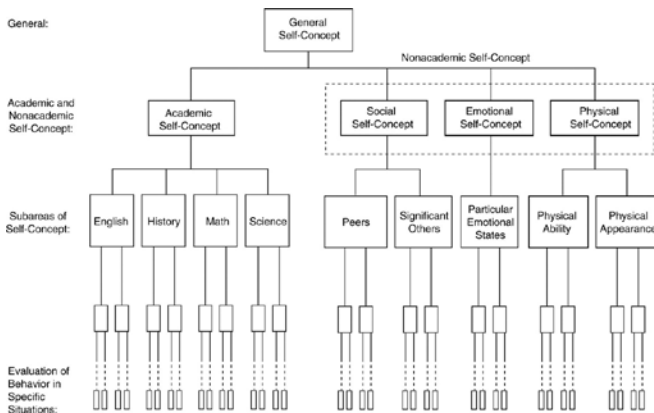 General:
General
Self-Concept
Nonacademic Self-Concept
Academic and
Nonacademic
Self-Concept:
Academic
Self-Concept
Social
Self-Concept
Emotional
Self-Concept
Physical
Self-Concept
Subareas of
Self-Concept:
English
History
Math
Science
Peers
Significant
Others
Particular
Emotional
States
Physical
Ability
Physical
Appearance
Evaluation of
Behavior in
Specific
Situations: